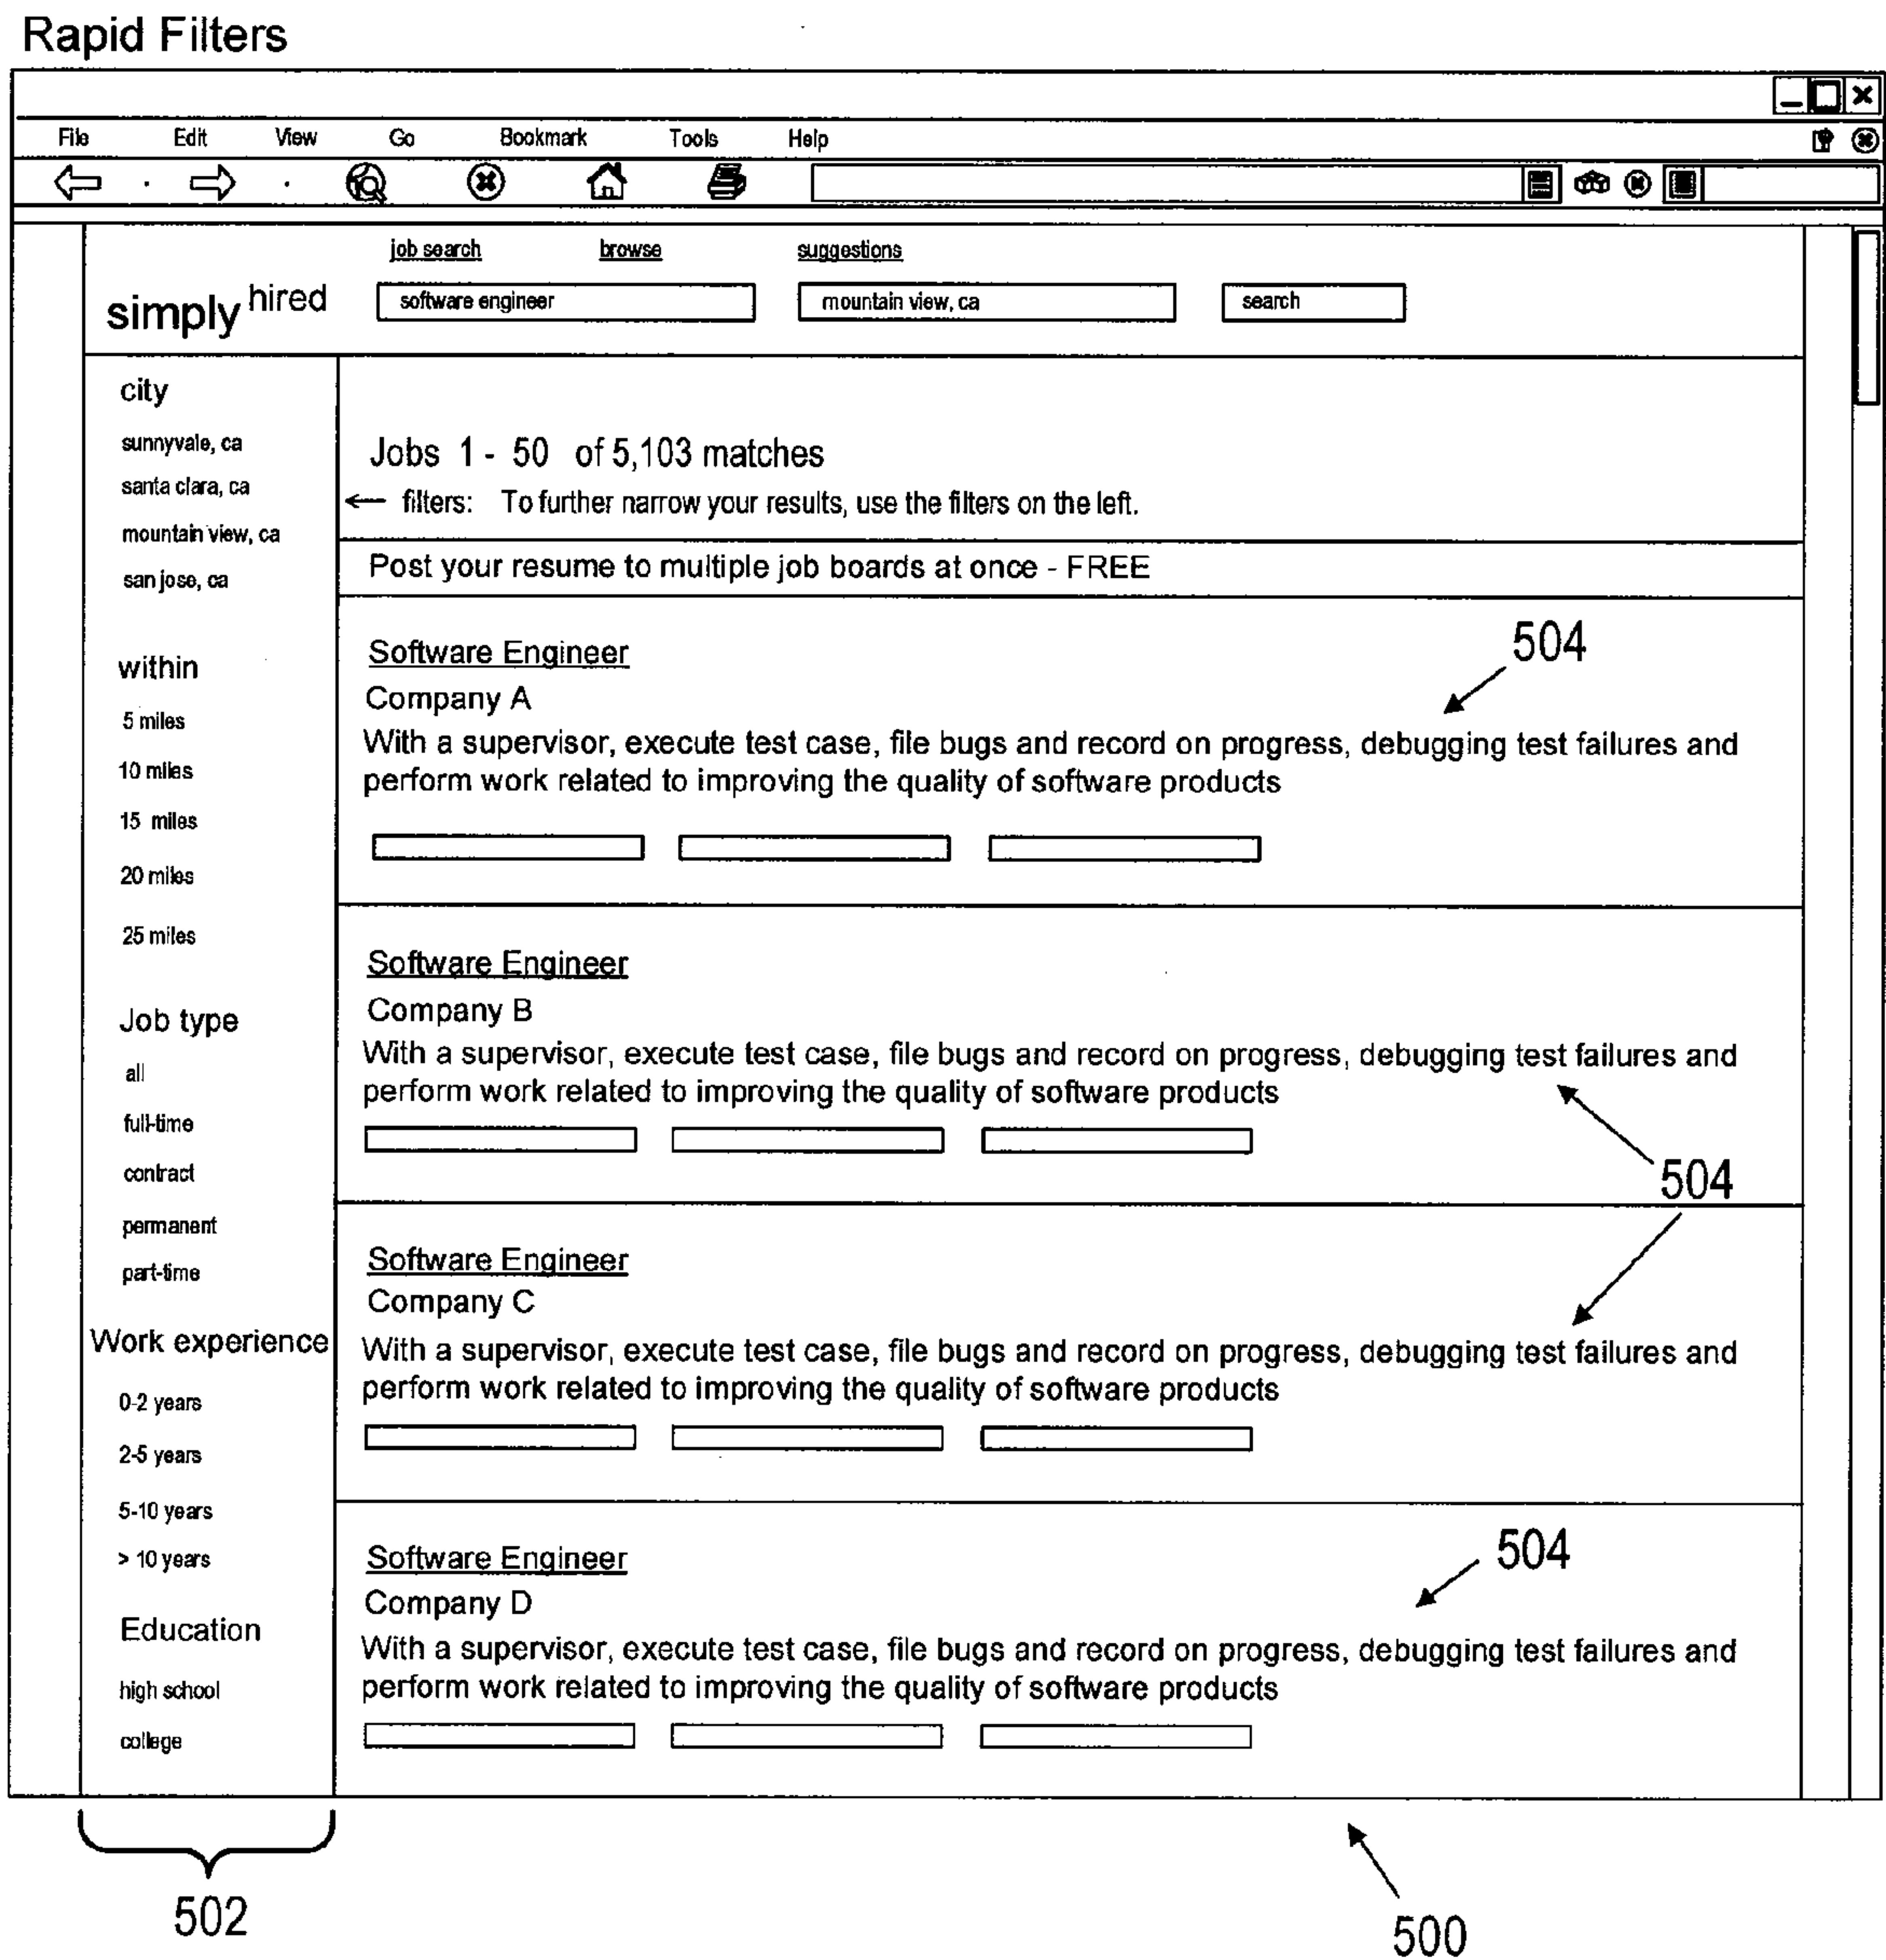 Rapid Filters
File Edit View Go Bookmark Tools Help
job search browse suggestions
simply hired software engineer mountain view, ca search
city
sunnyvale, ca
santa clara, ca
mountain view, ca
san jose, ca
within
5 miles
10 miles
15 miles
20 miles
25 miles
Job type
all
full-time
contract
permanent
part-time
Work experience
0-2 years
2-5 years
5-10 years
> 10 years
Education
high school
college
Jobs 1 - 50 of 5,103 matches
← filters: To further narrow your results, use the filters on the left.
Post your resume to multiple job boards at once - FREE
504
Software Engineer
Company A
With a supervisor, execute test case, file bugs and record on progress, debugging test failures and
perform work related to improving the quality of software products
Software Engineer
Company B
With a supervisor, execute test case, file bugs and record on progress, debugging test failures and
perform work related to improving the quality of software products
504
Software Engineer
Company C
With a supervisor, execute test case, file bugs and record on progress, debugging test failures and
perform work related to improving the quality of software products
504
Software Engineer
Company D
With a supervisor, execute test case, file bugs and record on progress, debugging test failures and
perform work related to improving the quality of software products
502
500